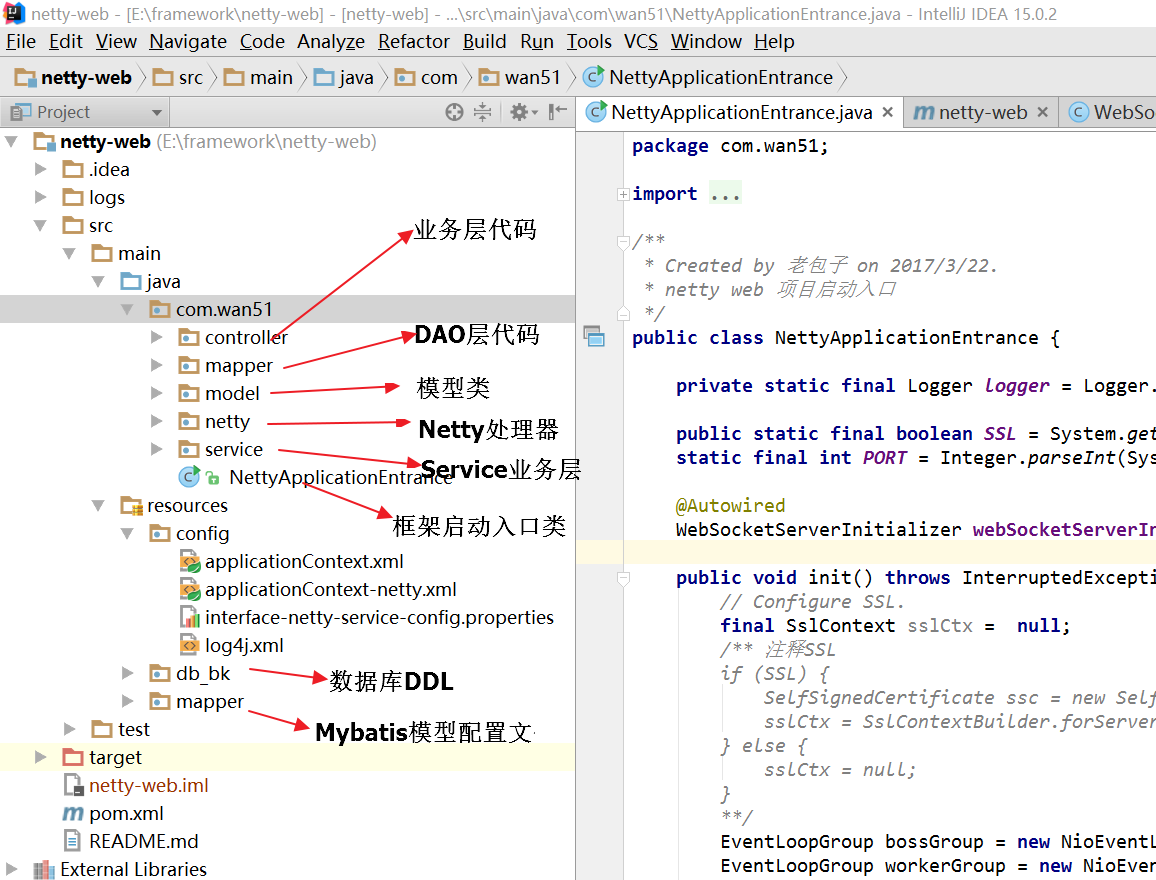 netty-web - [E:\framework\netty-web] - [netty-web] - ...\src\main\java\com\wan51\NettyApplicationEntrance.java - IntelliJ IDEA 15.0.2
File Edit View Navigate Code Analyze Refactor Build Run Tools VCS Window Help
netty-web src main java com wan51 NettyApplicationEntrance
Project
NettyApplicationEntrance.java netty-web WebSo
netty-web (E:\framework\netty-web)
.idea
logs
src
main
java
com.wan51
controller
mapper
model
netty
service
NettyApplicationEntrance
resources
config
applicationContext.xml
applicationContext-netty.xml
interface-netty-service-config.properties
log4j.xml
db_bk
mapper
test
target
netty-web.iml
pom.xml
README.md
External Libraries
业务层代码
DAO层代码
模型类
Netty处理器
Service业务层
框架启动入口类
数据库DDL
Mybatis模型配置文
package com.wan51;
import ...
/**
* Created by 老包子 on 2017/3/22.
* netty web 项目启动入口
*/
public class NettyApplicationEntrance {
private static final Logger logger = Logger.
public static final boolean SSL = System.get
static final int PORT = Integer.parseInt(Sys
@Autowired
WebSocketServerInitializer webSocketServerIn
public void init() throws InterruptedExcepti
// Configure SSL.
final SslContext sslCtx = null;
/** 注释SSL
if (SSL) {
SelfSignedCertificate ssc = new Self
sslCtx = SslContextBuilder.forServer
} else {
sslCtx = null;
}
**/
EventLoopGroup bossGroup = new NioEventL
EventLoopGroup workerGroup = new NioEven